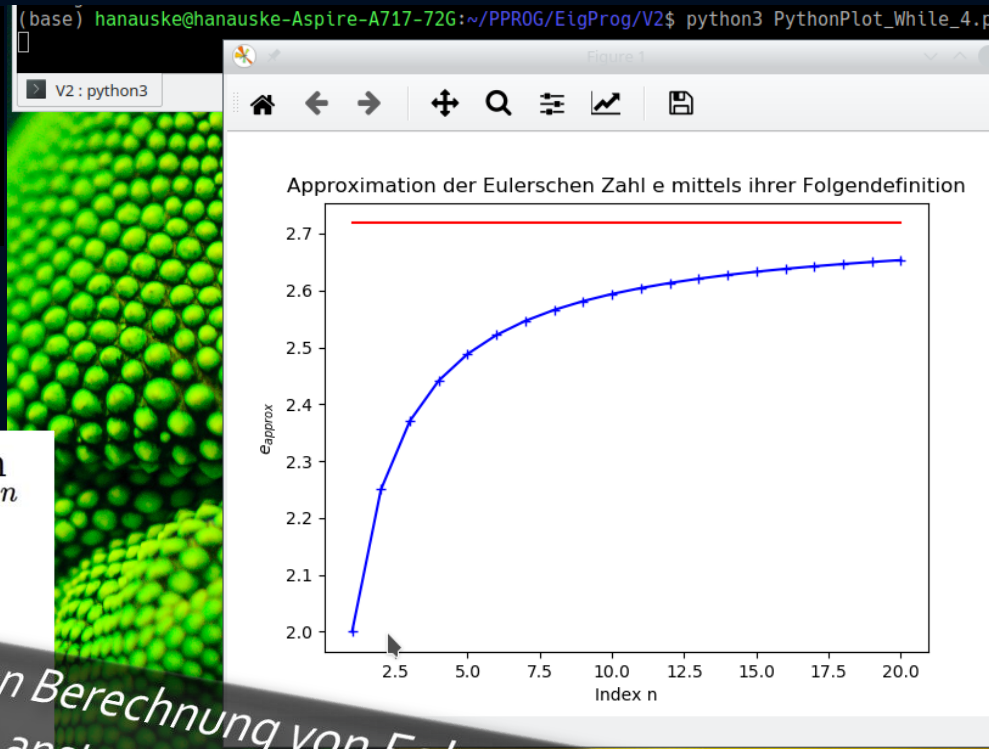 (base) hanauske@hanauske-Aspire-A717-72G:~/PPROG/EigProg/V2$ python3 PythonPlot_While_4.p
Figure 1
V2 : python3
Approximation der Eulerschen Zahl e mittels ihrer Folgendefinition
2.7
2.6
2.5
2.4
2.3
2.2
2.1
2.0
e_approx
2.5 5.0 7.5 10.0 12.5 15.0 17.5 20.0
Index n
n
n Berechnung von